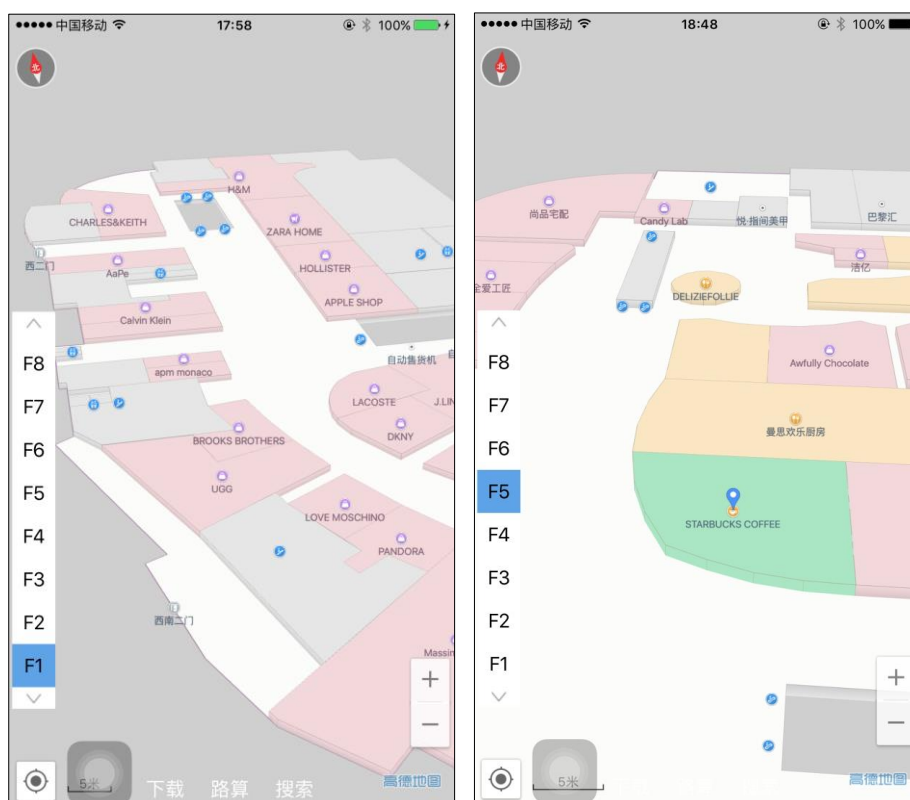 中国移动
17:58
100%
北
H&M
CHARLES&KEITH
ZARA HOME
西二门
AaPe
HOLLISTER
APPLE SHOP
Calvin Klein
自动售货机
自
apm monaco
LACOSTE
J.LIN
DKNY
BROOKS BROTHERS
UGG
LOVE MOSCHINO
PANDORA
西南二门
Massin
F8
F7
F6
F5
F4
F3
F2
F1
+
−
5米
下载 路算 搜索
高德地图
中国移动
18:48
100%
北
尚品宅配
Candy Lab
悦·指间美甲
巴黎汇
洁亿
全爱工匠
DELIZIEFOLLIE
Awfully Chocolate
曼思欢乐厨房
STARBUCKS COFFEE
F8
F7
F6
F5
F4
F3
F2
F1
+
−
5米
高德地图